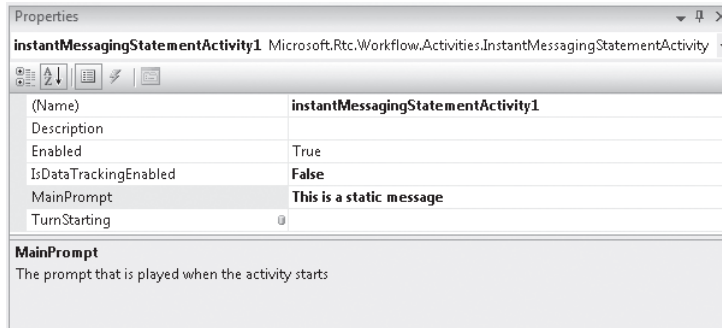 Properties
instantMessagingStatementActivity1 Microsoft.Rtc.Workflow.Activities.InstantMessagingStatementActivity
(Name) instantMessagingStatementActivity1
Description
Enabled True
IsDataTrackingEnabled False
MainPrompt This is a static message
TurnStarting
MainPrompt
The prompt that is played when the activity starts